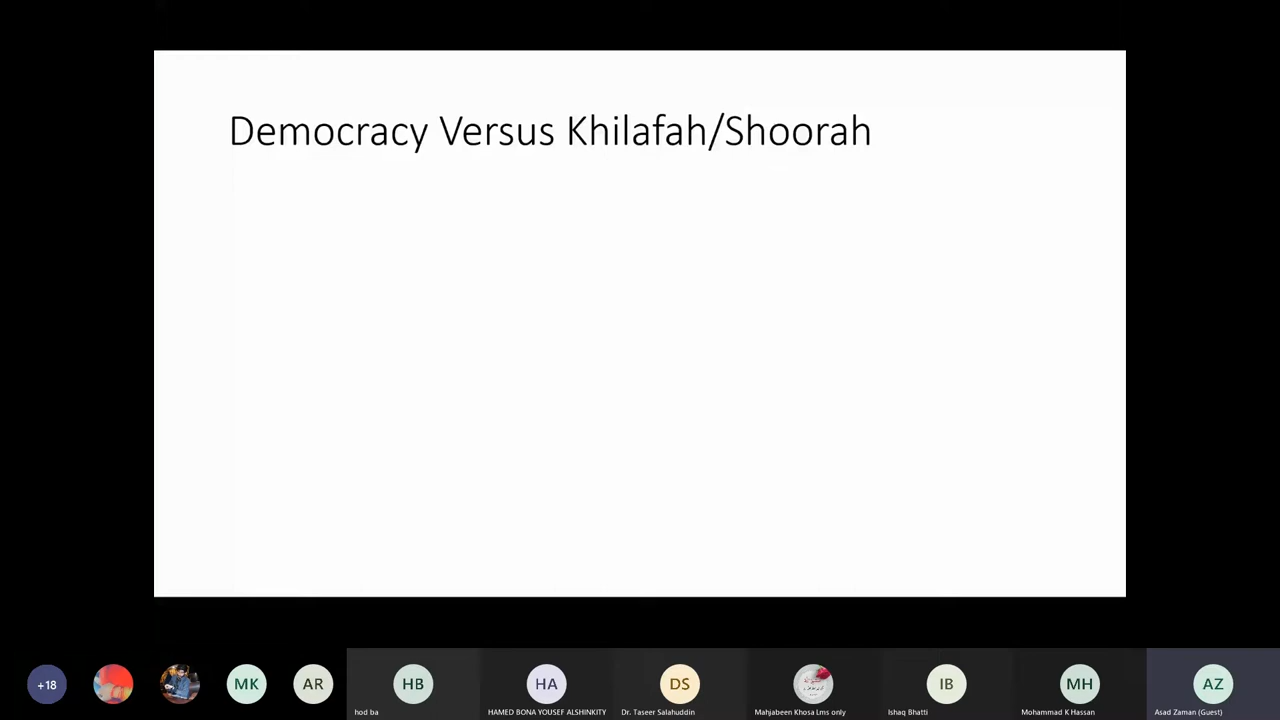 Democracy Versus Khilafah/Shoorah
+18
MK
AR
HB
HA
DS
IB
MH
AZ
hod ba
HAMED BONA YOUSEF ALSHINKITY
Dr. Taseer Salahuddin
Mahjabeen Khosa Lms only
Ishaq Bhatti
Mohammad K Hassan
Asad Zaman (Guest)